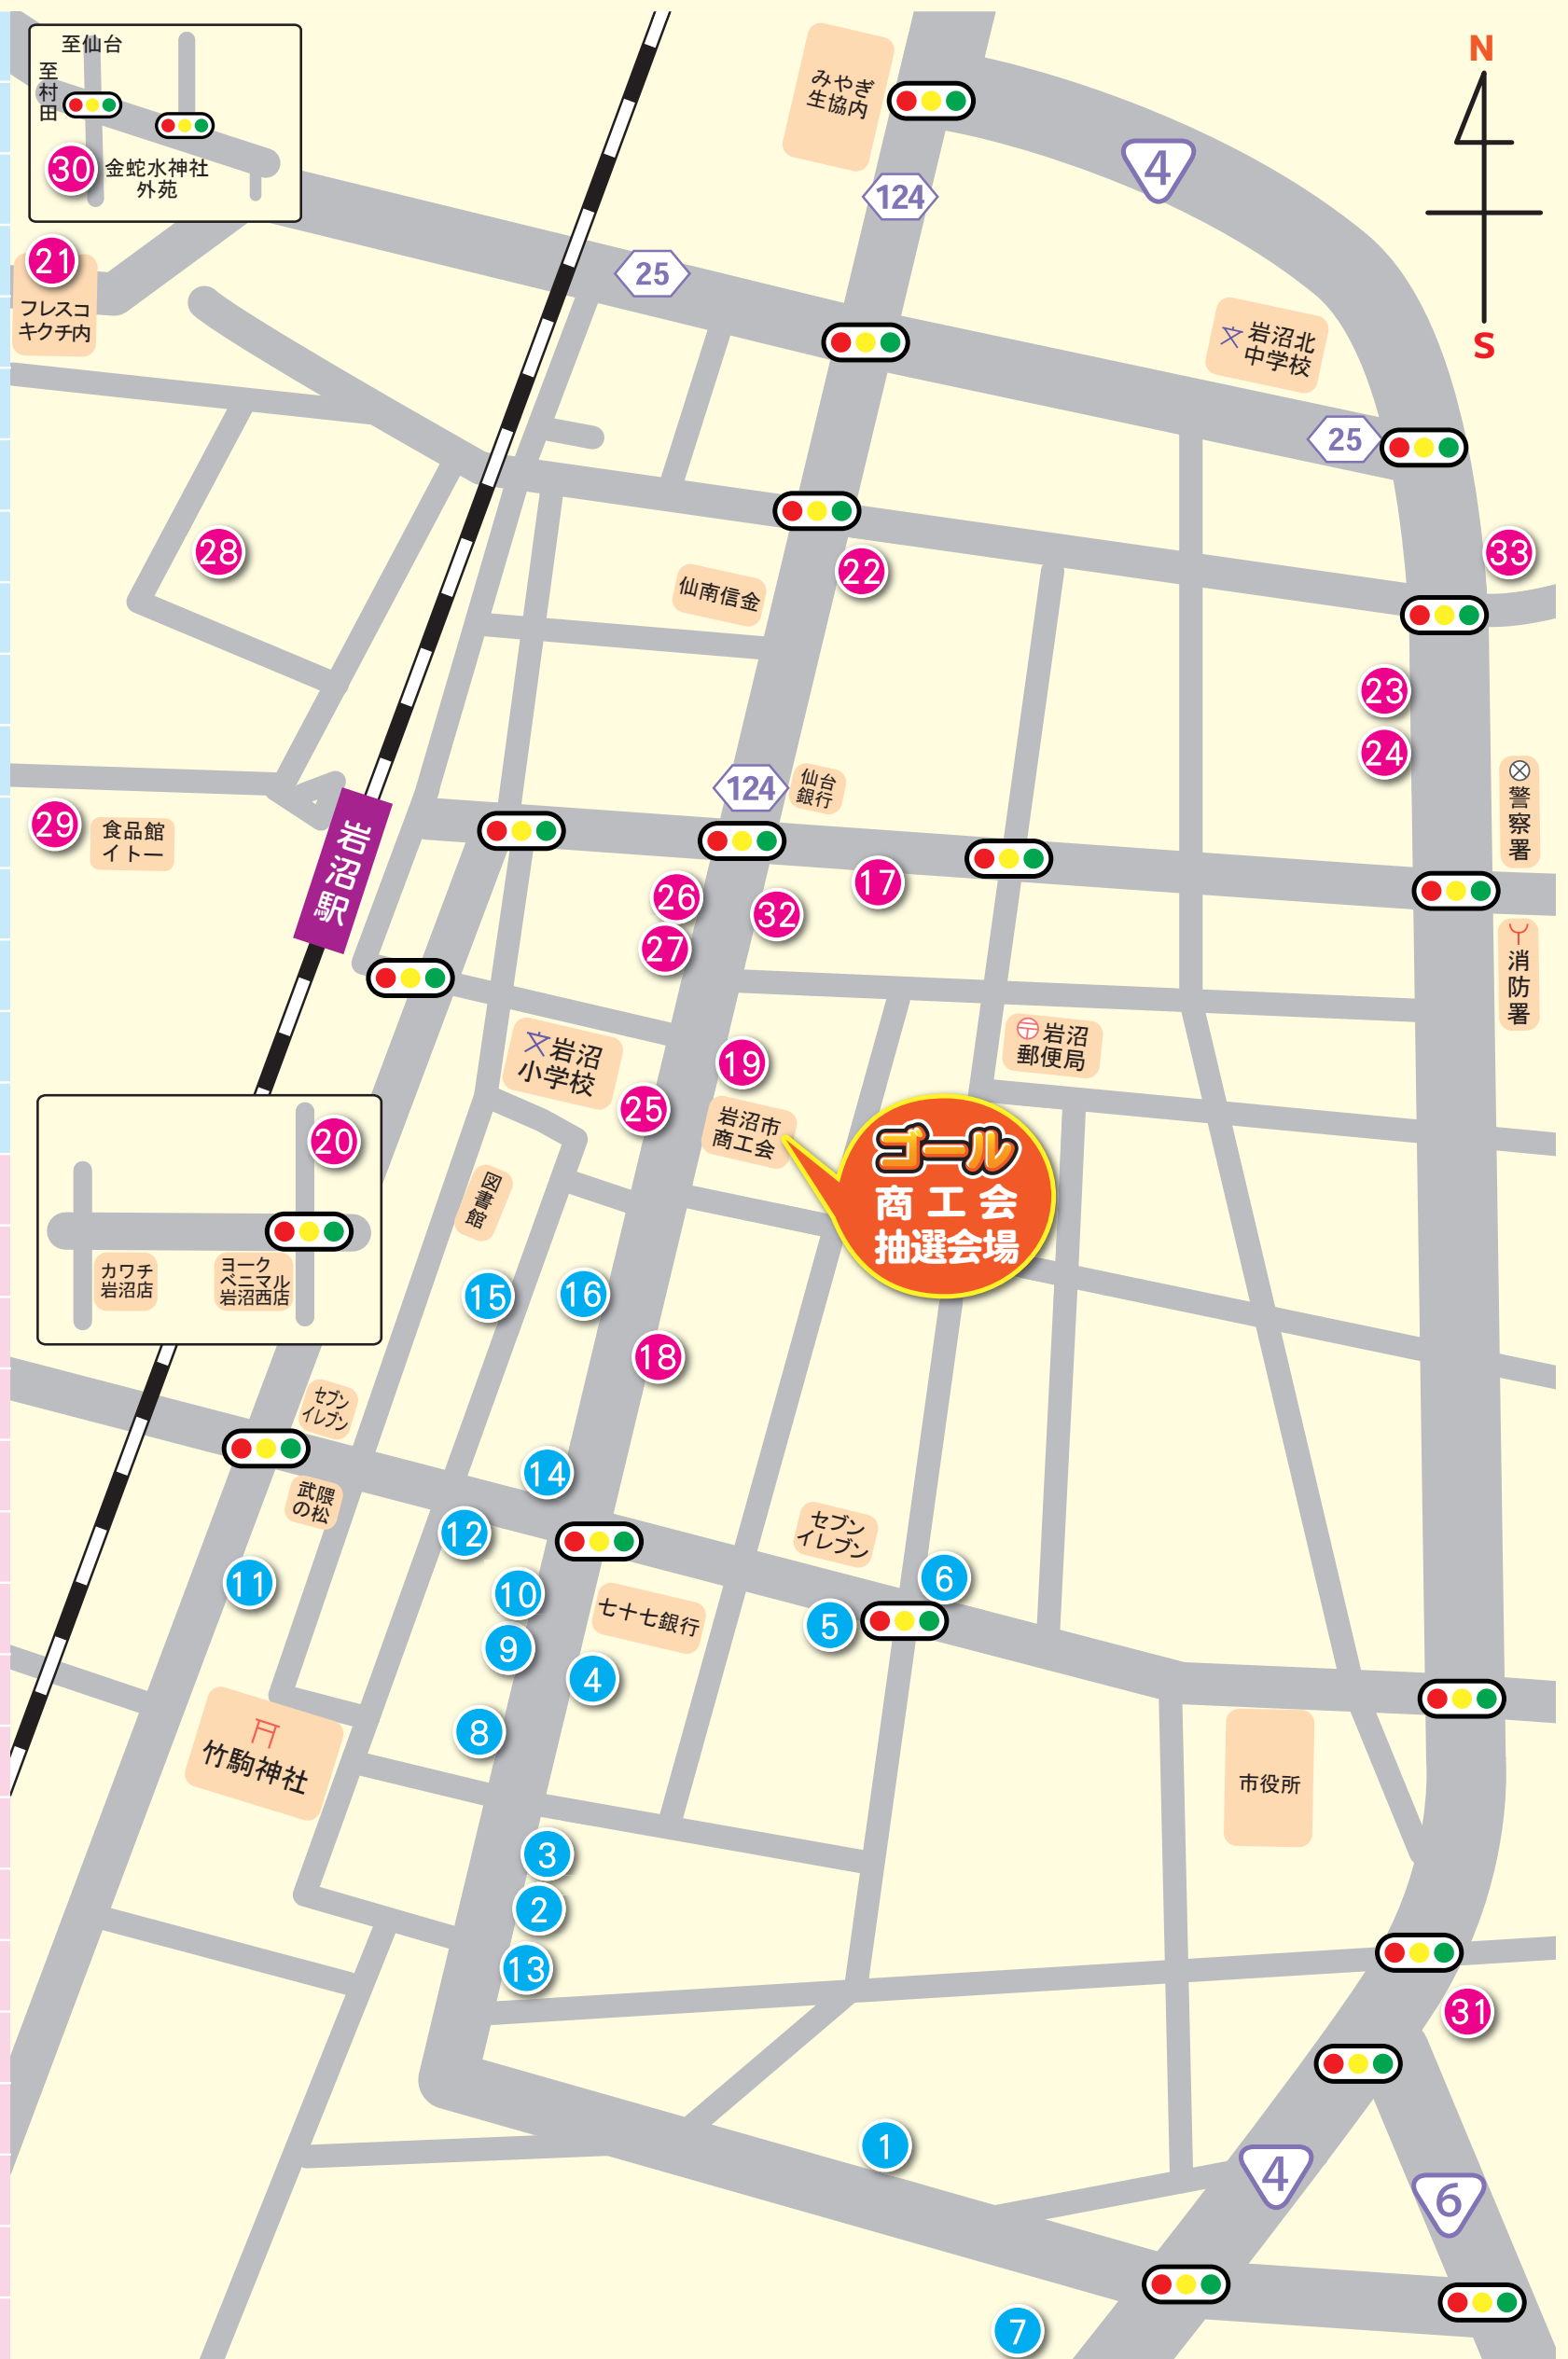 至仙台
至村田
30
金蛇水神社
外苑
みやぎ
生協内
N
4
S
124
4
25
21
フレスコ
キクチ内
岩沼北
中学校
25
28
仙南信金
22
33
23
24
124
仙台
銀行
警察署
29
食品館
イトー
岩沼駅
26
32
17
27
消防署
岩沼
小学校
19
岩沼
郵便局
25
岩沼市
商工会
ゴール
商工会
抽選会場
20
カワチ
岩沼店
ヨーク
ベニマル
岩沼西店
図書館
15
16
18
セブン
イレブン
武隈
の松
14
12
11
10
セブン
イレブン
6
5
七十七銀行
9
4
8
竹駒神社
市役所
3
2
13
31
1
4
6
7